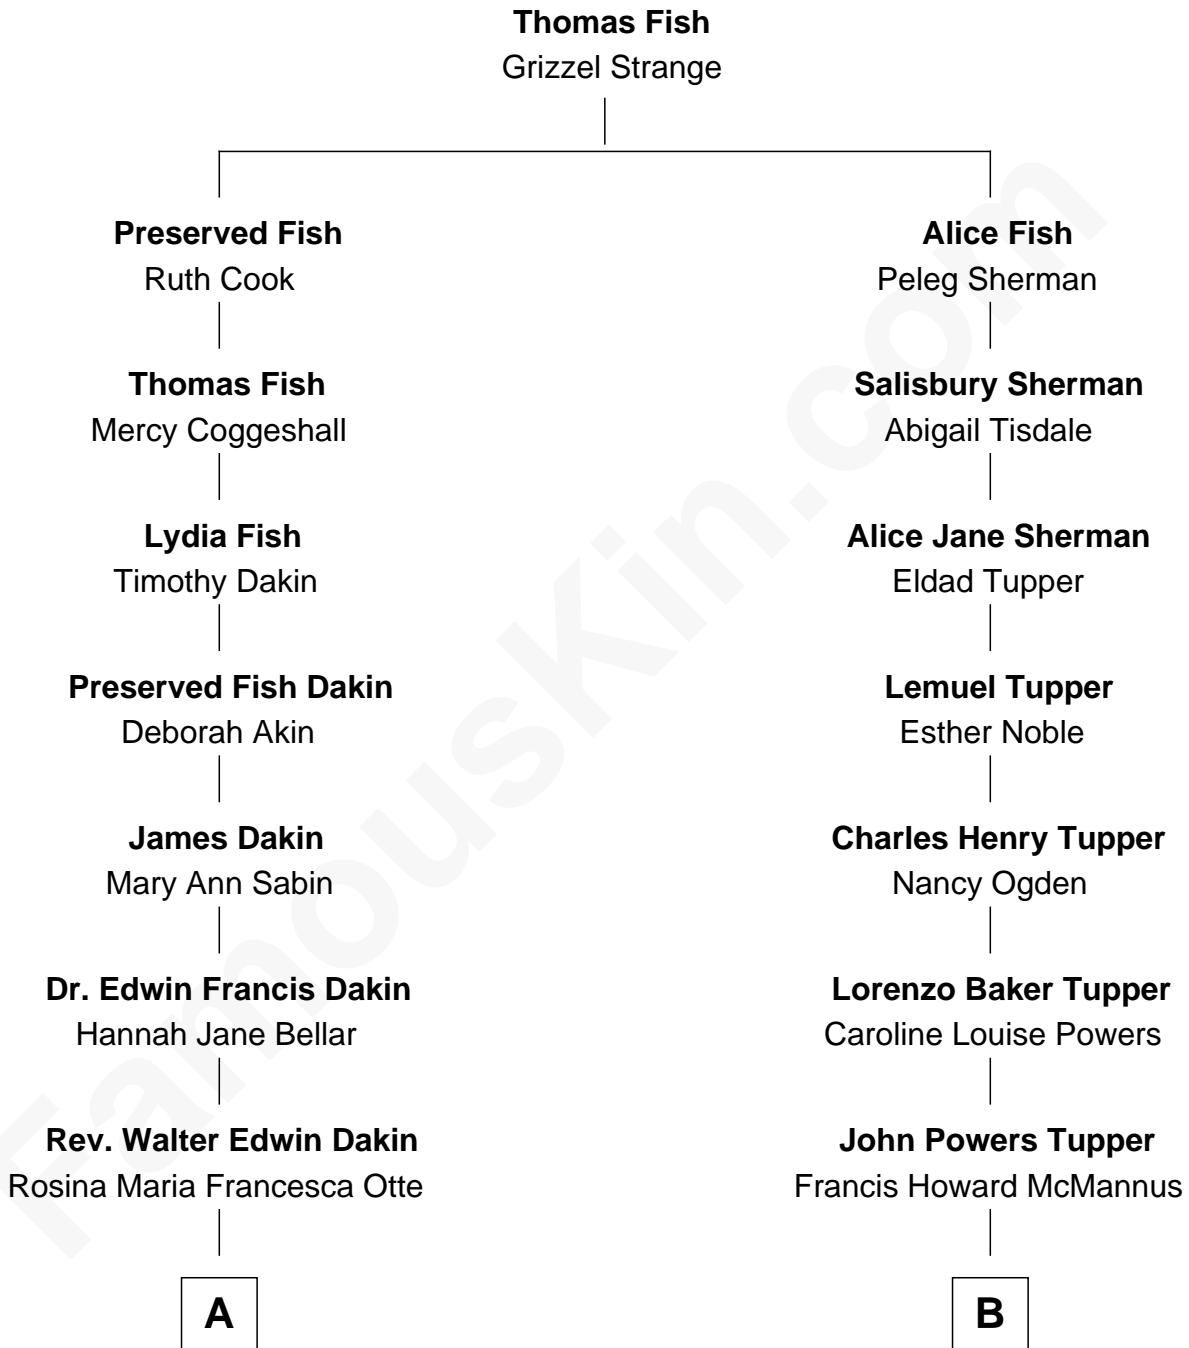 Thomas Fish
Grizzel Strange
Preserved Fish
Ruth Cook
Alice Fish
Peleg Sherman
Thomas Fish
Mercy Coggeshall
Salisbury Sherman
Abigail Tisdale
Lydia Fish
Timothy Dakin
Alice Jane Sherman
Eldad Tupper
Preserved Fish Dakin
Deborah Akin
Lemuel Tupper
Esther Noble
James Dakin
Mary Ann Sabin
Charles Henry Tupper
Nancy Ogden
Dr. Edwin Francis Dakin
Hannah Jane Bellar
Lorenzo Baker Tupper
Caroline Louise Powers
Rev. Walter Edwin Dakin
Rosina Maria Francesca Otte
John Powers Tupper
Francis Howard McMannus
A
B
FamousKin.com